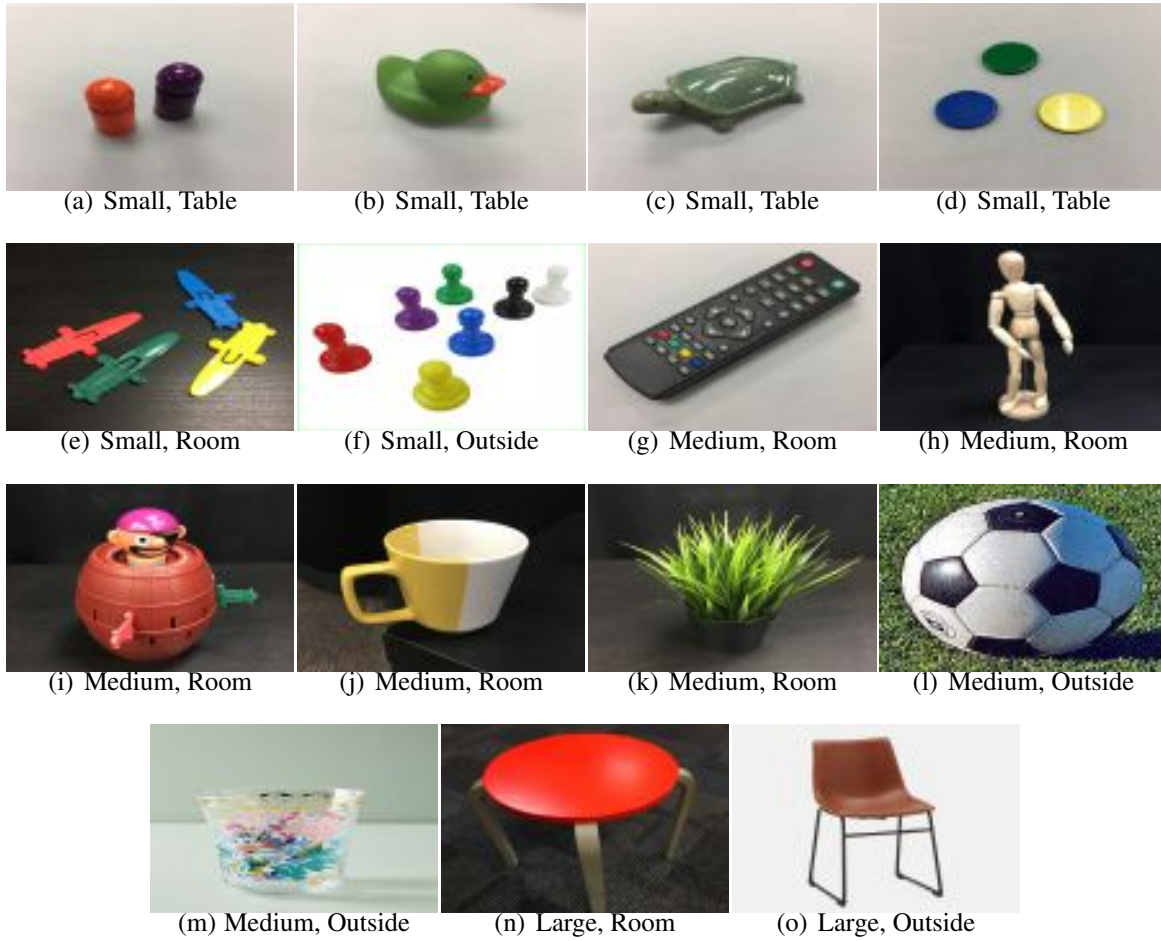 (a) Small, Table
(b) Small, Table
(c) Small, Table
(d) Small, Table
(e) Small, Room
(f) Small, Outside
(g) Medium, Room
(h) Medium, Room
(i) Medium, Room
(j) Medium, Room
(k) Medium, Room
(l) Medium, Outside
(m) Medium, Outside
(n) Large, Room
(o) Large, Outside